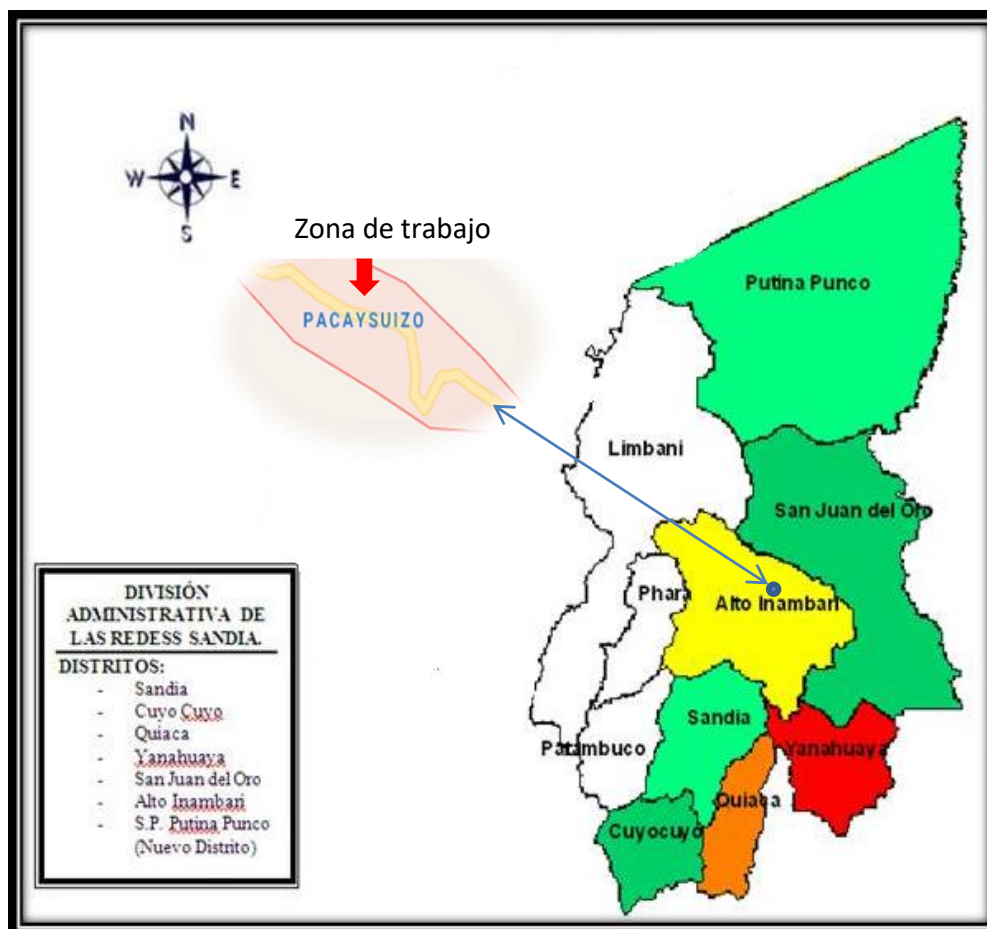 N
W E
S
Zona de trabajo
PACAYSUIZO
Putina Punco
Limbani
San Juan del Oro
Phara
Alto Inambari
Sandia
Patambuco
Yanahuaya
Quiaca
Cuyocuyo
DIVISIÓN
ADMINISTRATIVA DE
LAS REDESS SANDIA.
DISTRITOS:
- Sandia
- Cuyo Cuyo
- Quiaca
- Yanahuaya
- San Juan del Oro
- Alto Inambari
- S.P. Putina Punco
(Nuevo Distrito)